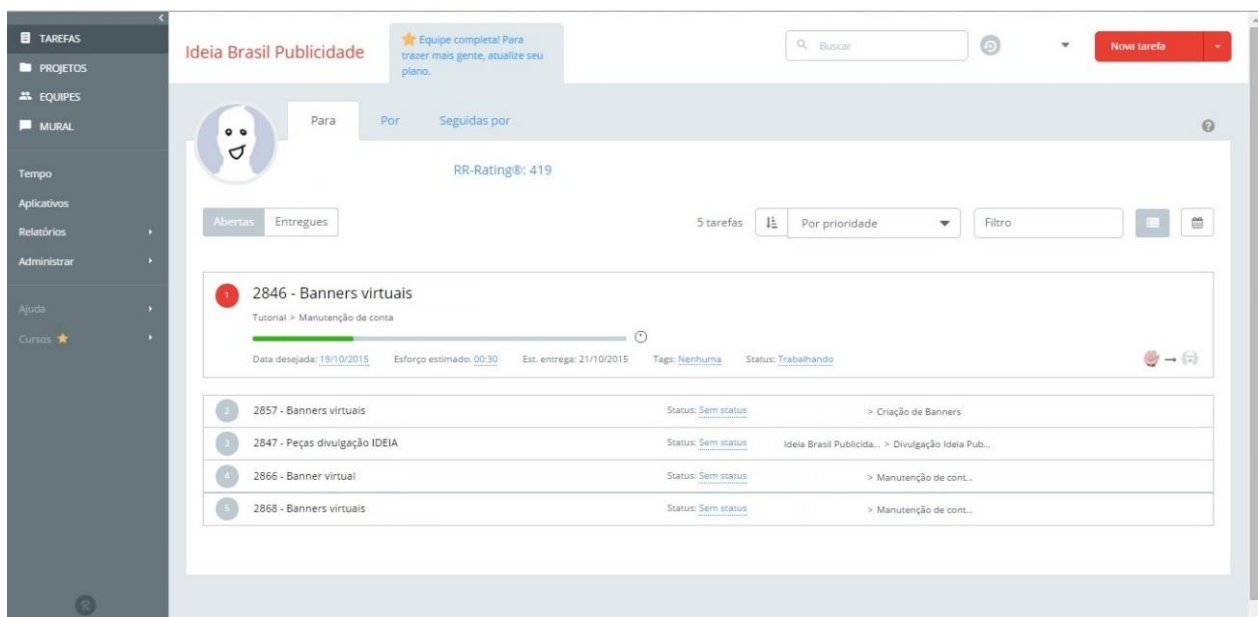 TAREFAS
PROJETOS
EQUIPES
MURAL
Tempo
Aplicativos
Relatórios
Administrar
Ajuda
Cursos
Ideia Brasil Publicidade
Equipe completa! Para
trazer mais gente, atualize seu
plano.
Buscar
Nova tarefa
Para Por Seguidas por
RR-Rating®: 419
Abertas Entregues 5 tarefas Por prioridade Filtro
1 2846 - Banners virtuais
Tutorial > Manutenção de conta
Data desejada: 19/10/2015 Esforço estimado: 00:30 Est. entrega: 21/10/2015 Tags: Nenhuma Status: Trabalhando
2 2857 - Banners virtuais Status: Sem status > Criação de Banners
3 2847 - Peças divulgação IDEIA Status: Sem status Ideia Brasil Publicida... > Divulgação Ideia Pub...
4 2866 - Banner virtual Status: Sem status > Manutenção de cont...
5 2868 - Banners virtuais Status: Sem status > Manutenção de cont...